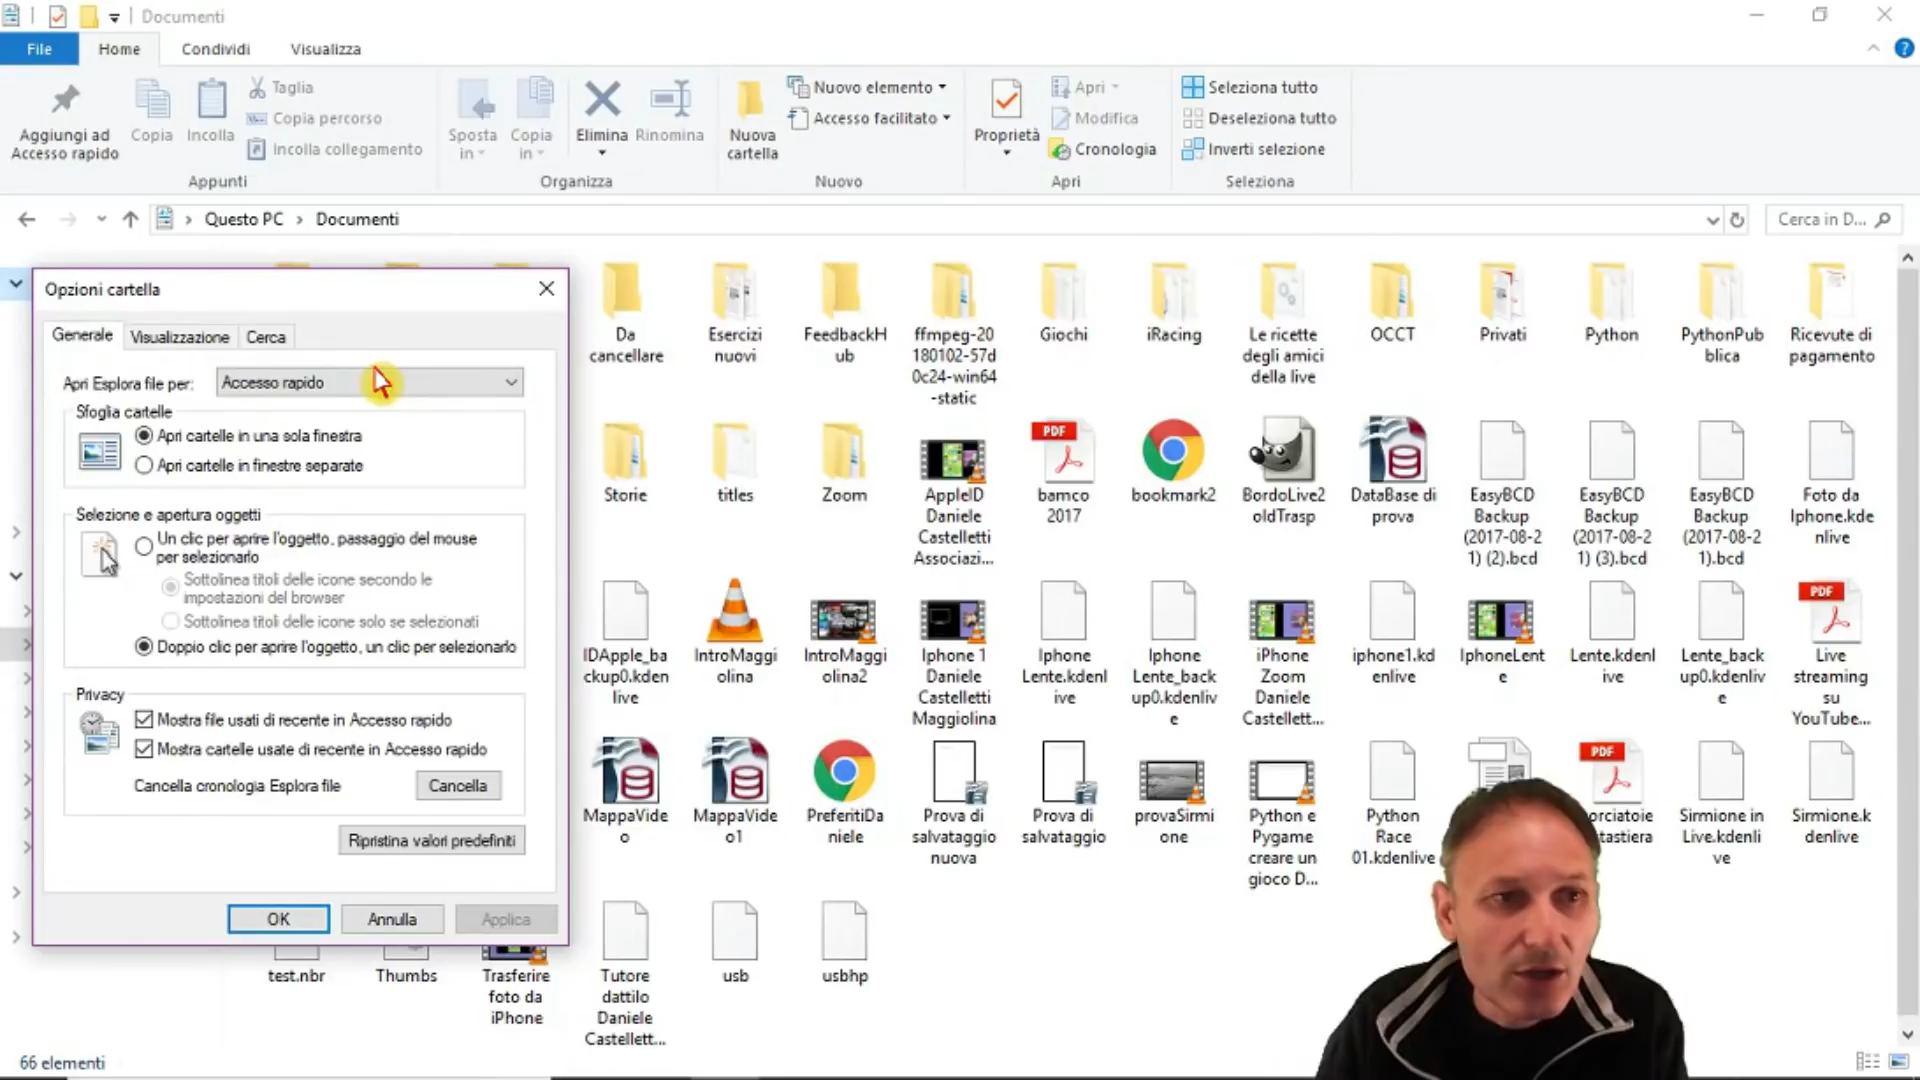 Documenti
File Home Condividi Visualizza
Aggiungi ad
Accesso rapido
Copia
Incolla
Taglia
Copia percorso
Incolla collegamento
Appunti
Sposta
in
Copia
in
Elimina
Rinomina
Organizza
Nuova
cartella
Nuovo elemento
Accesso facilitato
Nuovo
Proprietà
Apri
Modifica
Cronologia
Apri
Seleziona tutto
Deseleziona tutto
Inverti selezione
Seleziona
Questo PC > Documenti
Cerca in D...
Opzioni cartella
Generale Visualizzazione Cerca
Apri Esplora file per: Accesso rapido
Sfoglia cartelle
Apri cartelle in una sola finestra
Apri cartelle in finestre separate
Selezione e apertura oggetti
Un clic per aprire l'oggetto, passaggio del mouse
per selezionarlo
Sottolinea titoli delle icone secondo le
impostazioni del browser
Sottolinea titoli delle icone solo se selezionati
Doppio clic per aprire l'oggetto, un clic per selezionarlo
Privacy
Mostra file usati di recente in Accesso rapido
Mostra cartelle usate di recente in Accesso rapido
Cancella cronologia Esplora file Cancella
Ripristina valori predefiniti
OK Annulla Applica
Da
cancellare
Esercizi
nuovi
FeedbackH
ub
ffmpeg-20
180102-57d
0c24-win64
-static
Giochi
iRacing
Le ricette
degli amici
della live
OCCT
Privati
Python
PythonPu
blica
Ricevute di
pagamento
Storie
titles
Zoom
AppleID
Daniele
Castelletti
Associazi...
PDF
bamco
2017
bookmark2
BordoLive2
oldTrasp
DataBase di
prova
EasyBCD
Backup
(2017-08-2
1) (2).bcd
EasyBCD
Backup
(2017-08-2
1) (3).bcd
EasyBCD
Backup
(2017-08-2
1).bcd
Foto da
Iphone.kde
nlive
IDApple_ba
ckup0.kden
live
IntroMaggi
olina
IntroMaggi
olina2
Iphone 1
Daniele
Castelletti
Maggiolina
Iphone
Lente.kdenl
ive
Iphone
Lente_back
up0.kdenliv
e
iPhone
Zoom
Daniele
Castellett...
iphone1.kd
enlive
IphoneLent
e
Lente.kdenl
ive
Lente_back
up0.kdenliv
e
PDF
Live
streaming
su
YouTube...
MappaVide
o
MappaVide
o1
PreferitiDa
niele
Prova di
salvataggio
nuova
Prova di
salvataggio
provaSirmi
one
Python e
Pygame
creare un
gioco D...
Python
Race
01.kdenlive
PDF
orciatoie
tastiera
Sirmione in
Live.kdenli
ve
Sirmione.k
denlive
test.nbr
Thumbs
Trasferire
foto da
iPhone
Tutore
dattilo
Daniele
Castellett...
usb
usbhp
66 elementi